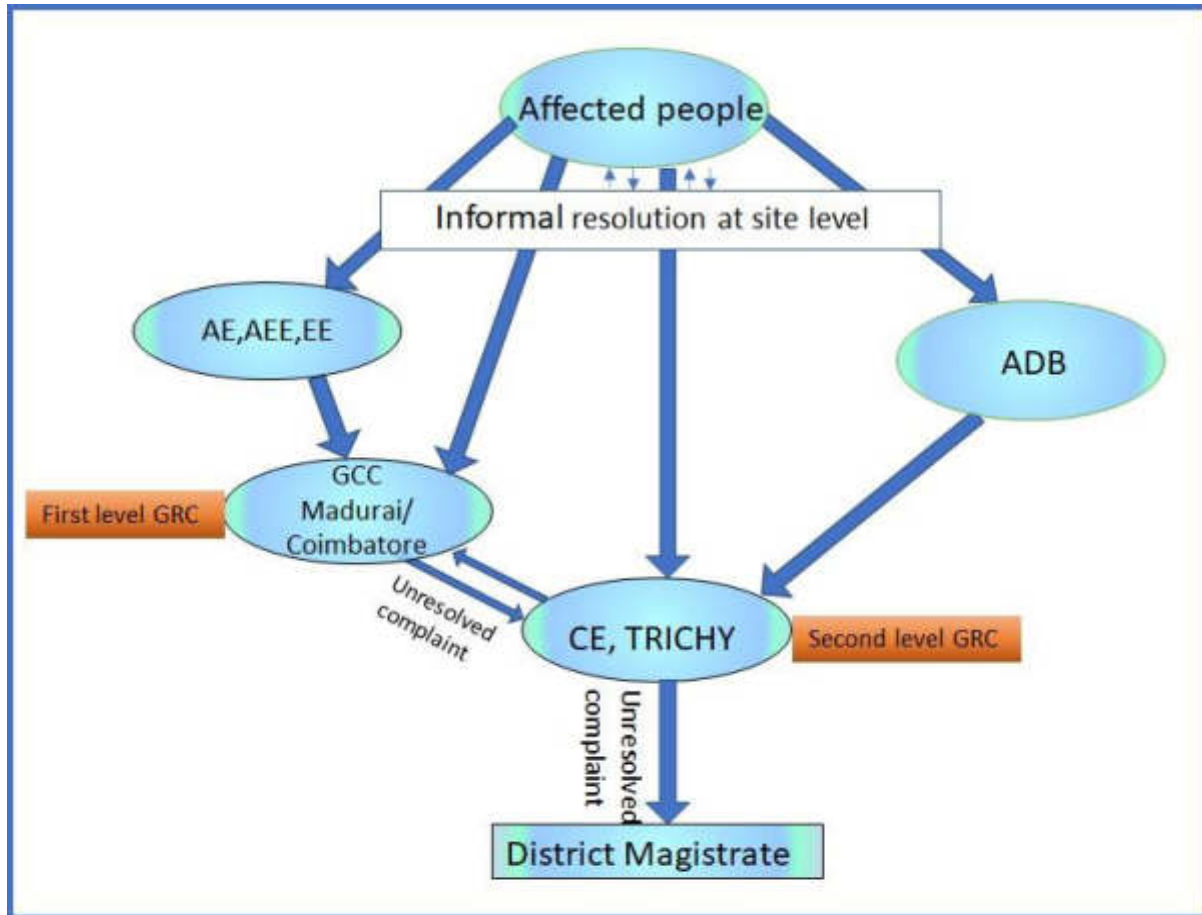 Affected people
Informal resolution at site level
AE,AEE,EE
ADB
GCC
Madurai/
Coimbatore
First level GRC
Unresolved
complaint
CE, TRICHY
Second level GRC
Unresolved
complaint
District Magistrate